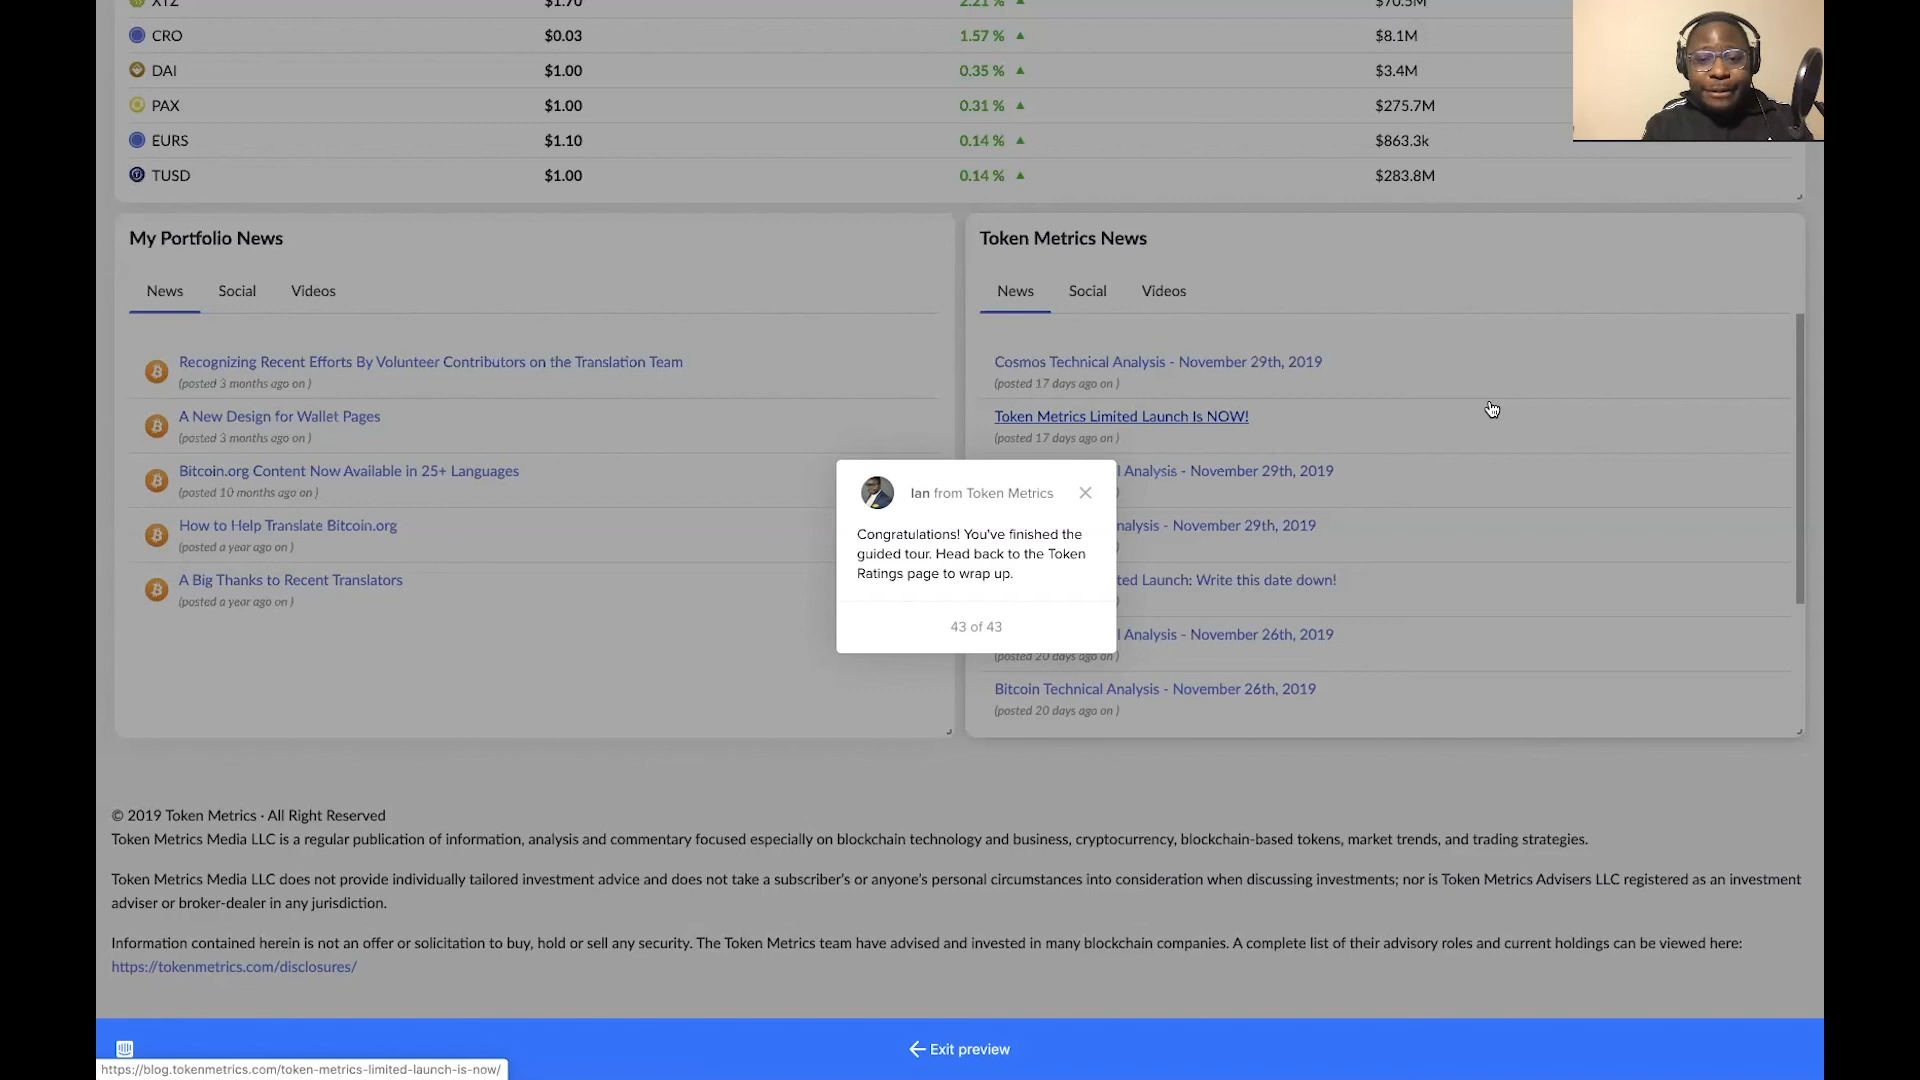 XTZ $1.70 2.21 % ▲ $70.5M
CRO $0.03 1.57 % ▲ $8.1M
DAI $1.00 0.35 % ▲ $3.4M
PAX $1.00 0.31 % ▲ $275.7M
EURS $1.10 0.14 % ▲ $863.3k
TUSD $1.00 0.14 % ▲ $283.8M
My Portfolio News
News Social Videos
Recognizing Recent Efforts By Volunteer Contributors on the Translation Team
(posted 3 months ago on )
A New Design for Wallet Pages
(posted 3 months ago on )
Bitcoin.org Content Now Available in 25+ Languages
(posted 10 months ago on )
How to Help Translate Bitcoin.org
(posted a year ago on )
A Big Thanks to Recent Translators
(posted a year ago on )
Token Metrics News
News Social Videos
Cosmos Technical Analysis - November 29th, 2019
(posted 17 days ago on )
Token Metrics Limited Launch Is NOW!
(posted 17 days ago on )
Analysis - November 29th, 2019
)
- November 29th, 2019
)
Launch: Write this date down!
)
Analysis - November 26th, 2019
(posted 20 days ago on )
Bitcoin Technical Analysis - November 26th, 2019
(posted 20 days ago on )
Ian from Token Metrics
Congratulations! You've finished the
guided tour. Head back to the Token
Ratings page to wrap up.
43 of 43
© 2019 Token Metrics · All Right Reserved
Token Metrics Media LLC is a regular publication of information, analysis and commentary focused especially on blockchain technology and business, cryptocurrency, blockchain-based tokens, market trends, and trading strategies.
Token Metrics Media LLC does not provide individually tailored investment advice and does not take a subscriber's or anyone's personal circumstances into consideration when discussing investments; nor is Token Metrics Advisers LLC registered as an investment
adviser or broker-dealer in any jurisdiction.
Information contained herein is not an offer or solicitation to buy, hold or sell any security. The Token Metrics team have advised and invested in many blockchain companies. A complete list of their advisory roles and current holdings can be viewed here:
https://tokenmetrics.com/disclosures/
Exit preview
https://blog.tokenmetrics.com/token-metrics-limited-launch-is-now/